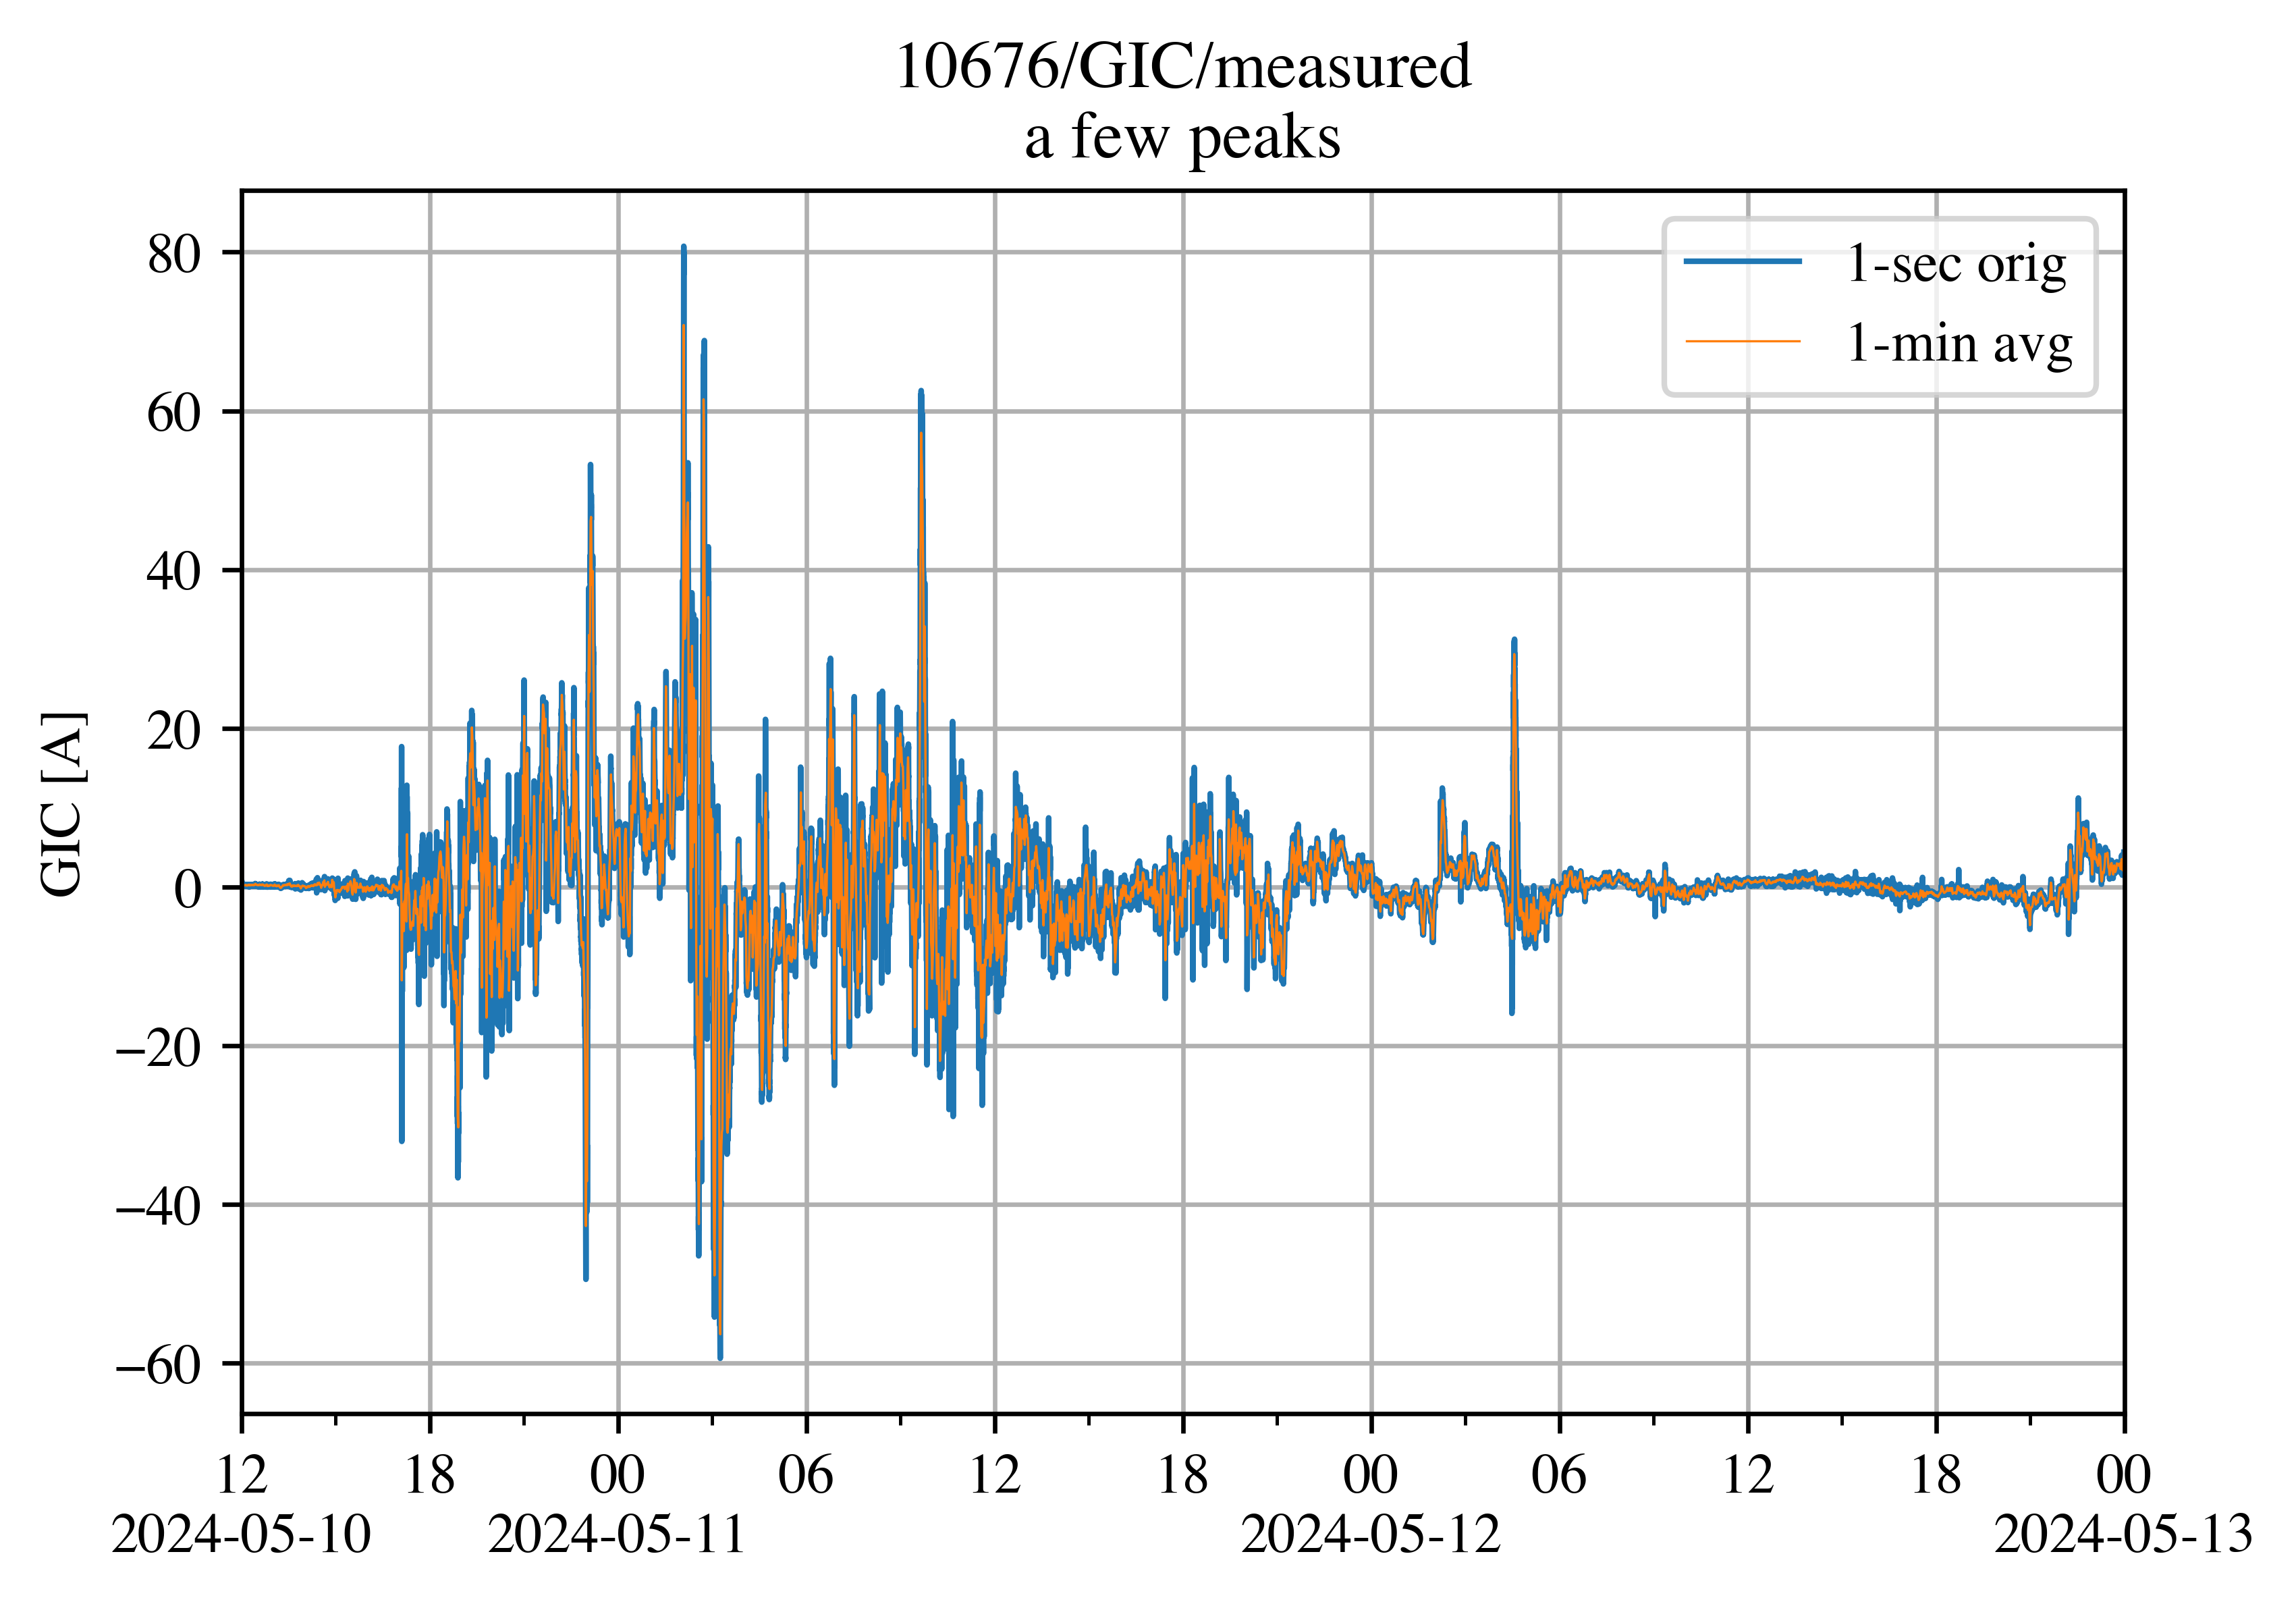 10676/GIC/measured
a few peaks
1-sec orig
1-min avg
GIC [A]
80
60
40
20
0
−20
−40
−60
12 18 00 06 12 18 00 06 12 18 00
2024-05-10 2024-05-11 2024-05-12 2024-05-13